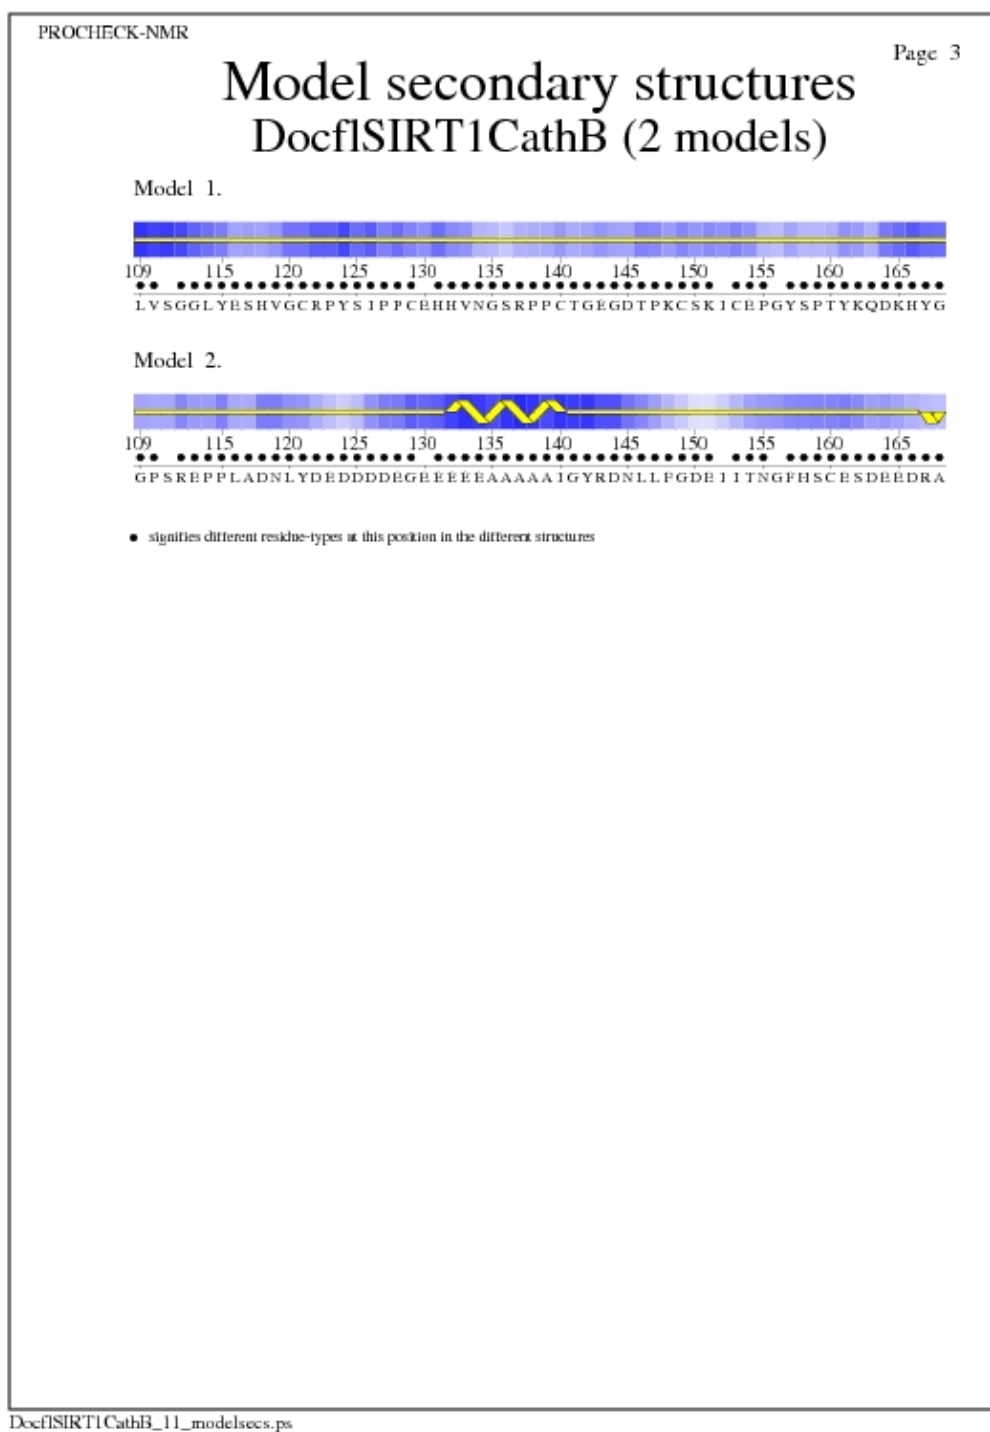 PROCHECK-NMR
Page 3
Model secondary structures
DocflSIRT1CathB (2 models)
Model 1.
109 115 120 125 130 135 140 145 150 155 160 165
LVSGGLYESHVGCRPYSIPPCEHHVNGSRPPCTGEGDTPKCSKICEPGYSPTYKQDKHYG
Model 2.
109 115 120 125 130 135 140 145 150 155 160 165
GPSREPPLADNLYDEDDDDEGEEEEEAAAAAIGYRDNLLFGDEIITNGFHSCESDEEDRA
● signifies different residue-types at this position in the different structures
DocflSIRT1CathB_11_modelsecs.ps